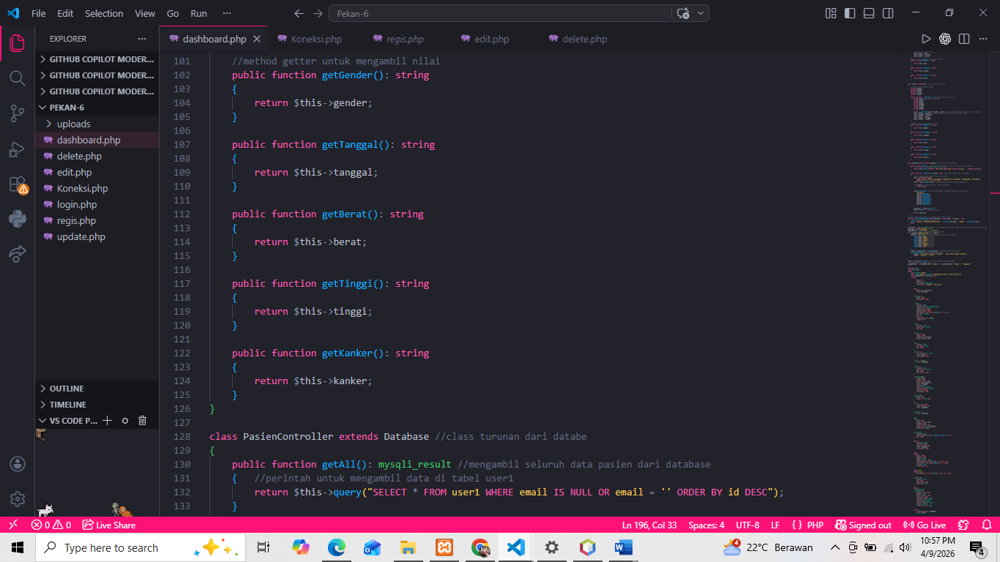 File Edit Selection View Go Run ···
Pekan-6
EXPLORER ···
GITHUB COPILOT MODER...
GITHUB COPILOT MODER...
GITHUB COPILOT MODER...
PEKAN-6
uploads
dashboard.php
delete.php
edit.php
Koneksi.php
login.php
regis.php
update.php
OUTLINE
TIMELINE
VS CODE P...
dashboard.php Koneksi.php regis.php edit.php delete.php
101 //method getter untuk mengambil nilai
102 public function getGender(): string
103 {
104 return $this->gender;
105 }
106
107 public function getTanggal(): string
108 {
109 return $this->tanggal;
110 }
111
112 public function getBerat(): string
113 {
114 return $this->berat;
115 }
116
117 public function getTinggi(): string
118 {
119 return $this->tinggi;
120 }
121
122 public function getKanker(): string
123 {
124 return $this->kanker;
125 }
126 }
127
128 class PasienController extends Database //class turunan dari databe
129 {
130 public function getAll(): mysqli_result //mengambil seluruh data pasien dari database
131 { //perintah untuk mengambil data di tabel user1
132 return $this->query("SELECT * FROM user1 WHERE email IS NULL OR email = '' ORDER BY id DESC");
133 }
0 0 Live Share Ln 196, Col 33 Spaces: 4 UTF-8 LF { } PHP Signed out Go Live
Type here to search
4 22°C Berawan
10:57 PM
4/9/2026
4